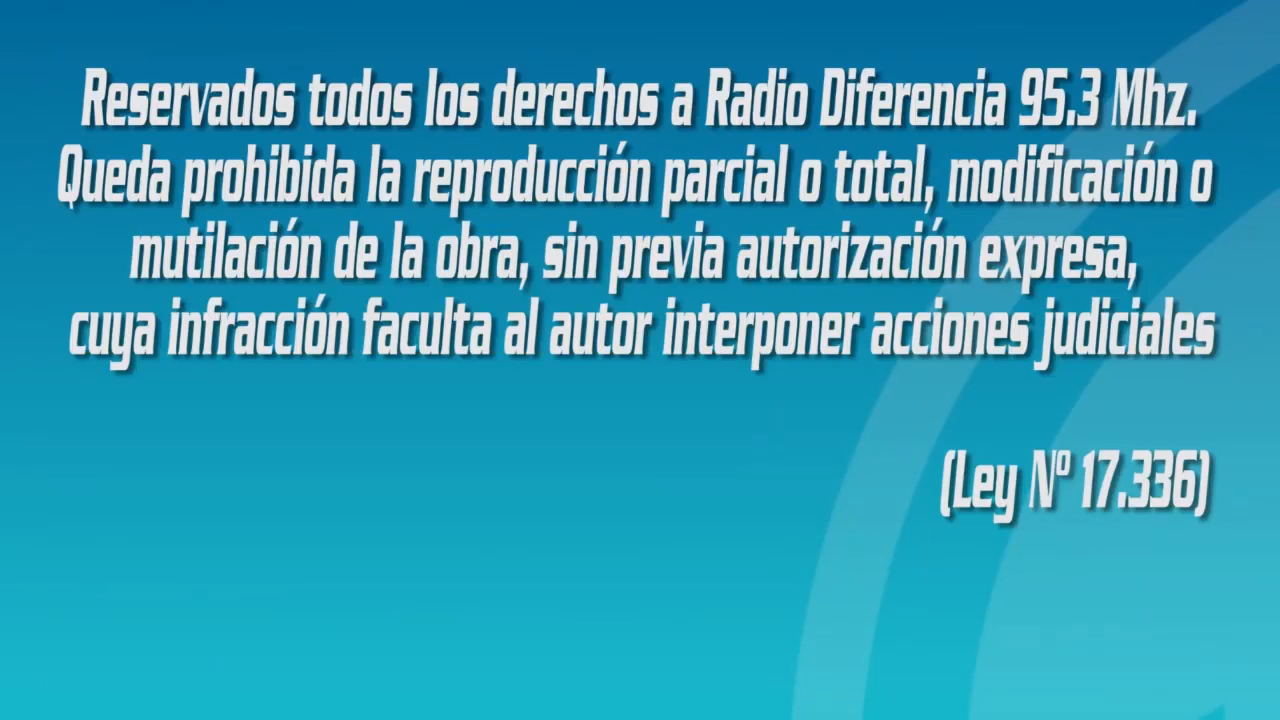 Reservados todos los derechos a Radio Diferencia 95.3 Mhz.
Queda prohibida la reproducción parcial o total, modificación o
mutilación de la obra, sin previa autorización expresa,
cuya infracción faculta al autor interponer acciones judiciales
(Ley Nº 17.336)